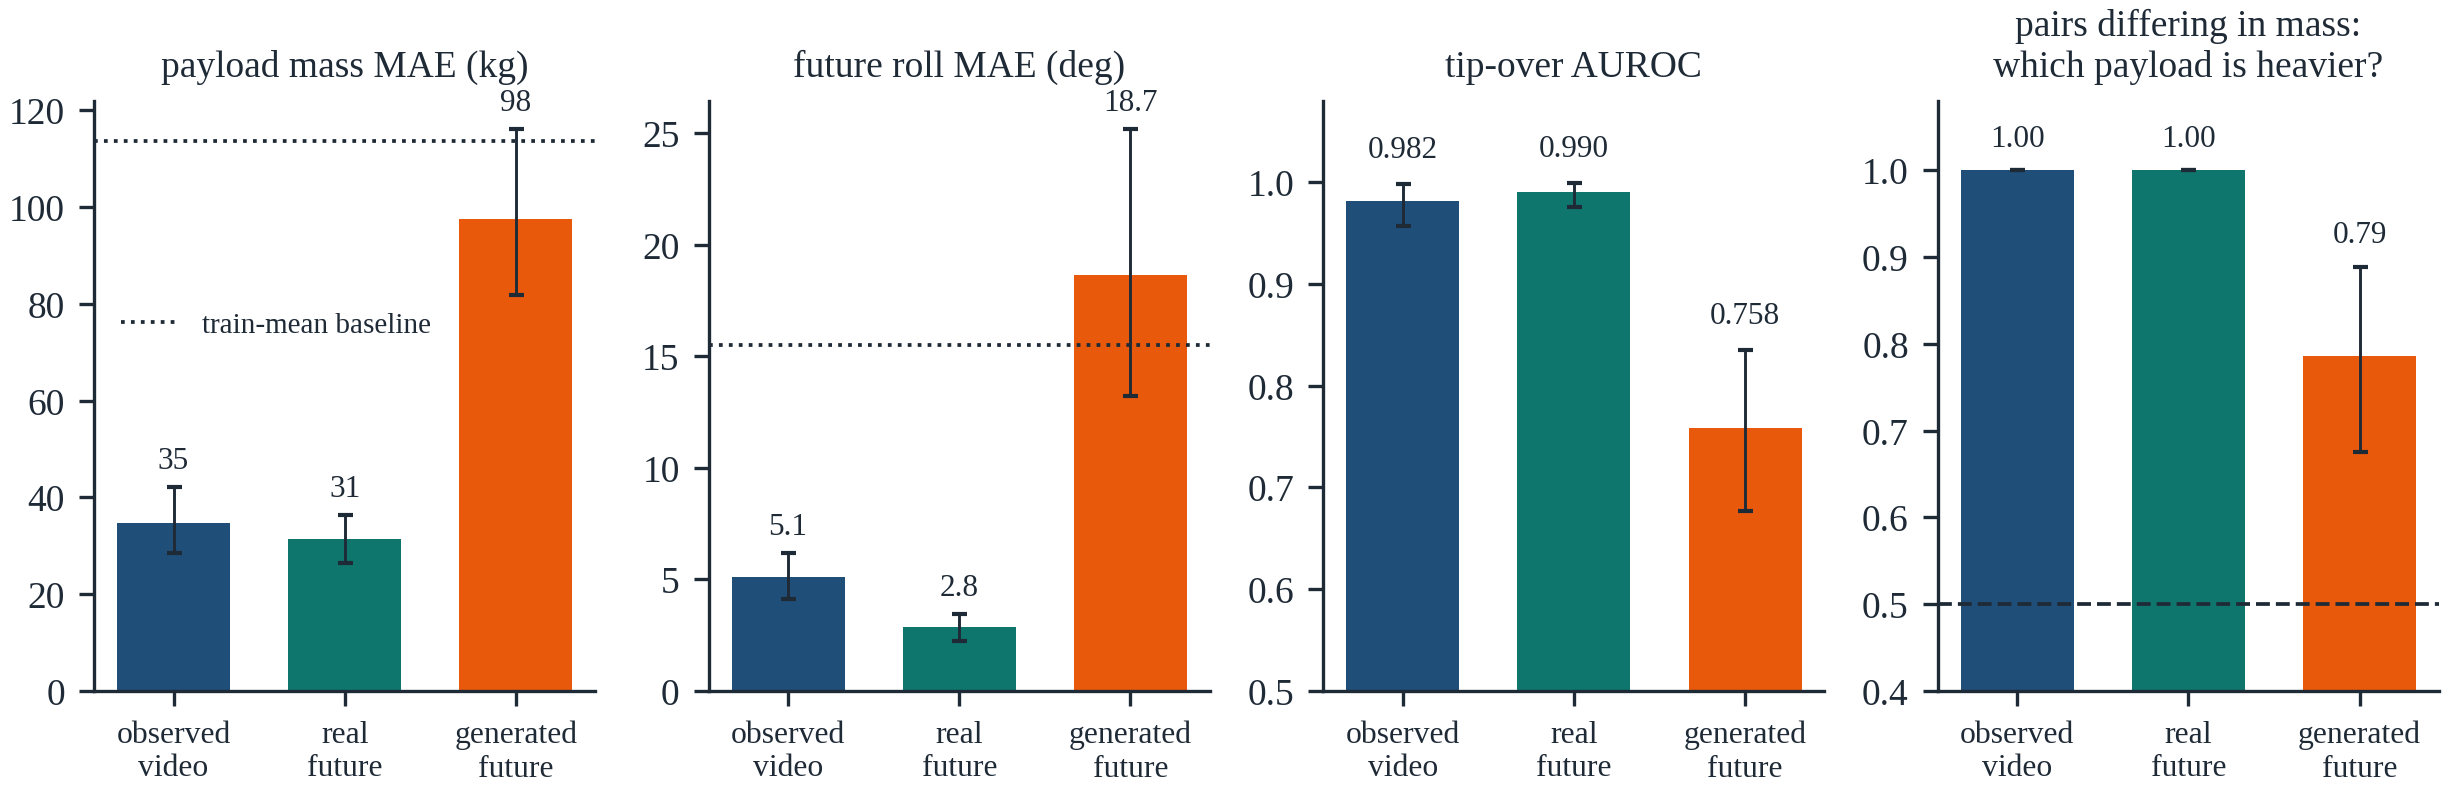 payload mass MAE (kg)
120
100
80
60
40
20
0
98
train-mean baseline
35
31
observed
video
real
future
generated
future
future roll MAE (deg)
25
20
15
10
5
0
18.7
5.1
2.8
observed
video
real
future
generated
future
tip-over AUROC
1.0
0.9
0.8
0.7
0.6
0.5
0.982
0.990
0.758
observed
video
real
future
generated
future
pairs differing in mass:
which payload is heavier?
1.0
0.9
0.8
0.7
0.6
0.5
0.4
1.00
1.00
0.79
observed
video
real
future
generated
future